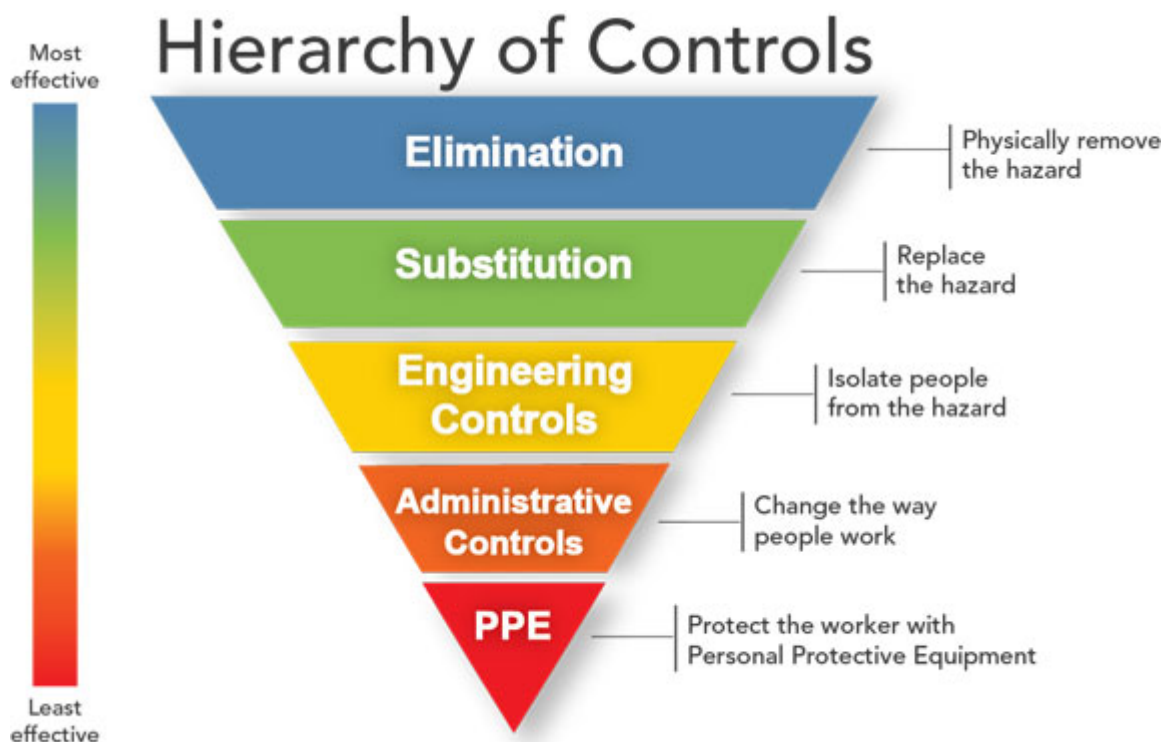 Hierarchy of Controls
Most
effective
Elimination
Physically remove
the hazard
Substitution
Replace
the hazard
Engineering
Controls
Isolate people
from the hazard
Administrative
Controls
Change the way
people work
PPE
Protect the worker with
Personal Protective Equipment
Least
effective